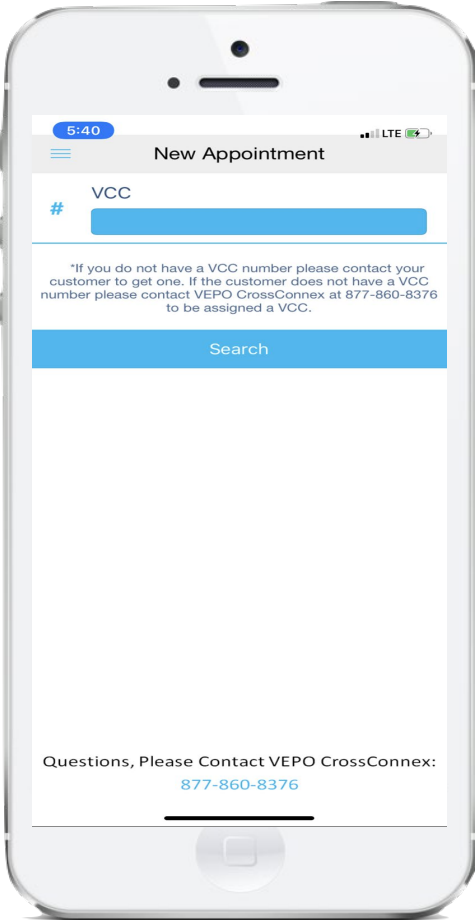 5:40
LTE
New Appointment
VCC
#
*If you do not have a VCC number please contact your
customer to get one. If the customer does not have a VCC
number please contact VEPO CrossConnex at 877-860-8376
to be assigned a VCC.
Search
Questions, Please Contact VEPO CrossConnex:
877-860-8376